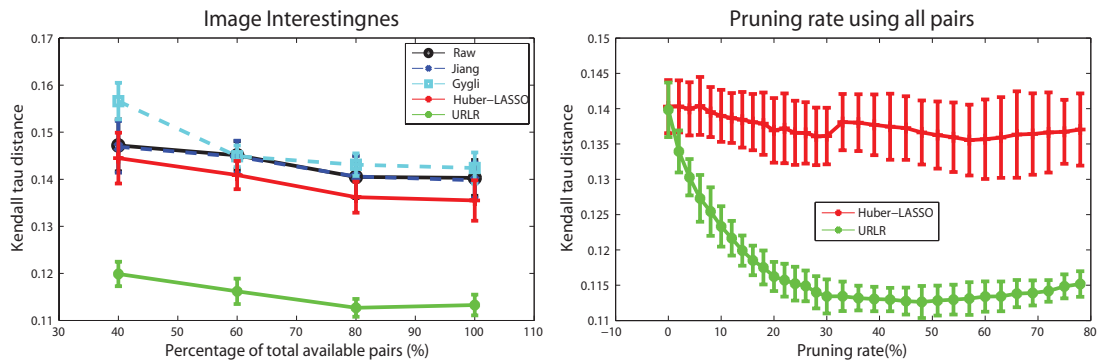 Image Interestingnes
0.17
0.16
0.15
0.14
0.13
0.12
0.11
Kendall tau distance
30 40 50 60 70 80 90 100 110
Percentage of total available pairs (%)
Raw
Jiang
Gygli
Huber-LASSO
URLR
Pruning rate using all pairs
0.15
0.145
0.14
0.135
0.13
0.125
0.12
0.115
0.11
Kendall tau distance
−10 0 10 20 30 40 50 60 70 80
Pruning rate(%)
Huber-LASSO
URLR